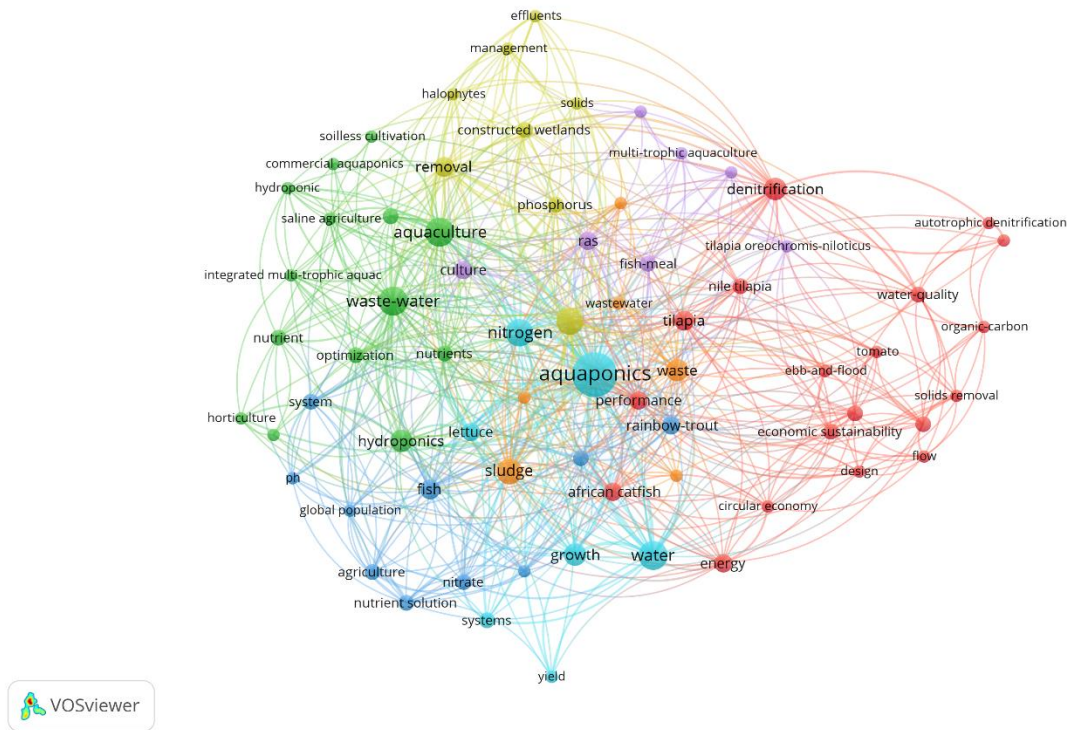 effluents
management
halophytes
solids
constructed wetlands
soilless cultivation
multi-trophic aquaculture
commercial aquaponics
removal
hydroponic
denitrification
phosphorus
saline agriculture
autotrophic denitrification
aquaculture
ras
tilapia oreochromis-niloticus
culture
fish-meal
integrated multi-trophic aquac
nile tilapia
water-quality
waste-water
wastewater
tilapia
organic-carbon
nitrogen
nutrient
optimization
nutrients
tomato
aquaponics
waste
ebb-and-flood
solids removal
system
performance
horticulture
lettuce
rainbow-trout
economic sustainability
hydroponics
flow
sludge
design
ph
fish
african catfish
global population
circular economy
growth
water
energy
agriculture
nitrate
nutrient solution
systems
yield
VOSviewer